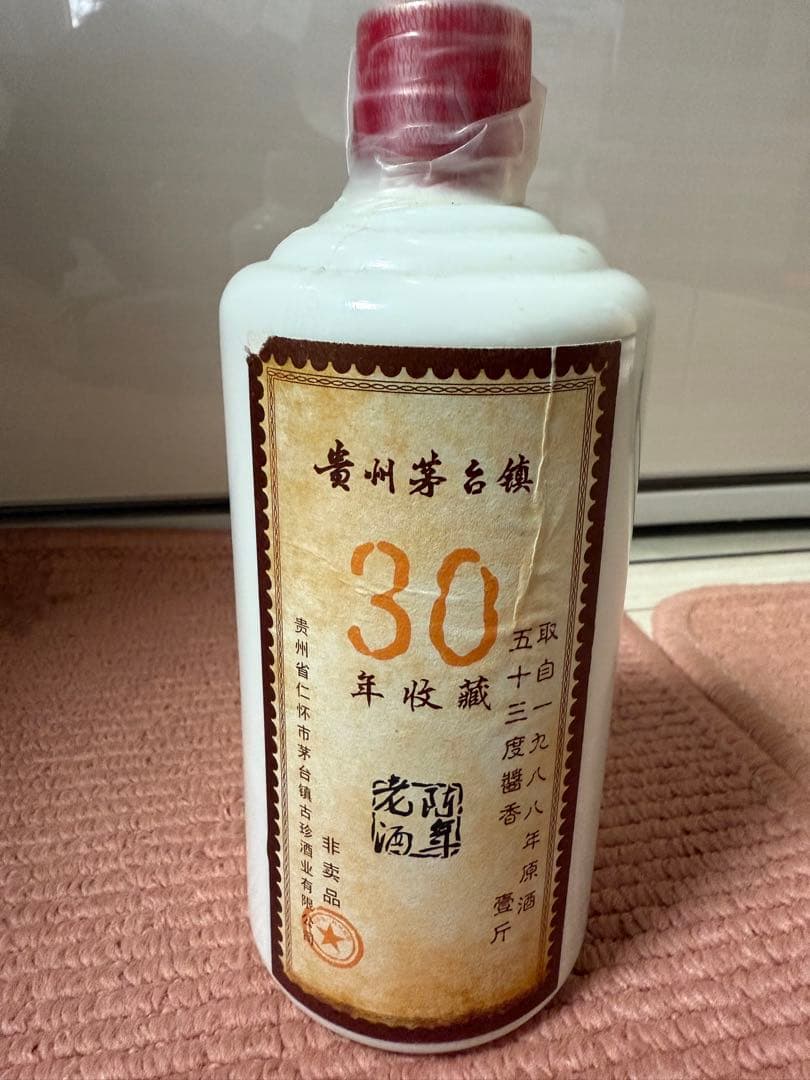 贵州茅台镇
30
年收藏
取自一九八八年原酒
五十三度醬香 壹斤
陈年
老酒
非卖品
贵州省仁怀市茅台镇古珍酒业有限公司